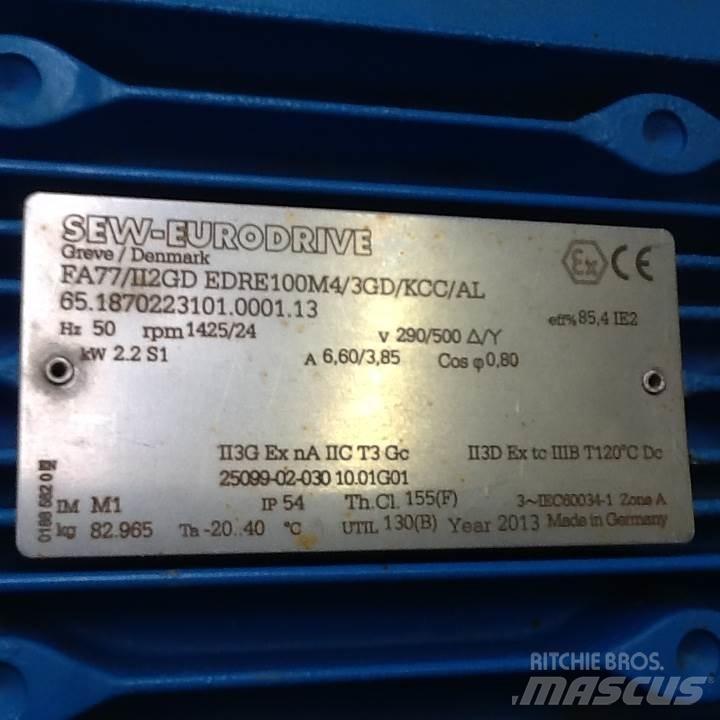 SEW-EURODRIVE
Greve / Denmark
FA77/II2GD EDRE100M4/3GD/KCC/AL
65.1870223101.0001.13
Hz 50 rpm 1425/24 V 290/500 Δ/Y eff% 85,4 IE2
kW 2.2 S1 A 6,60/3,85 Cos φ 0,80
Ex CE
II3G Ex nA IIC T3 Gc II3D Ex tc IIIB T120°C Dc
25099-02-030 10.01G01
IM M1 IP 54 Th.Cl. 155(F) 3~IEC60034-1 Zone A
kg 82.965 Ta -20..40 °C UTIL 130(B) Year 2013 Made in Germany
0186 582 0 EN
RITCHIE BROS.
MASCUS